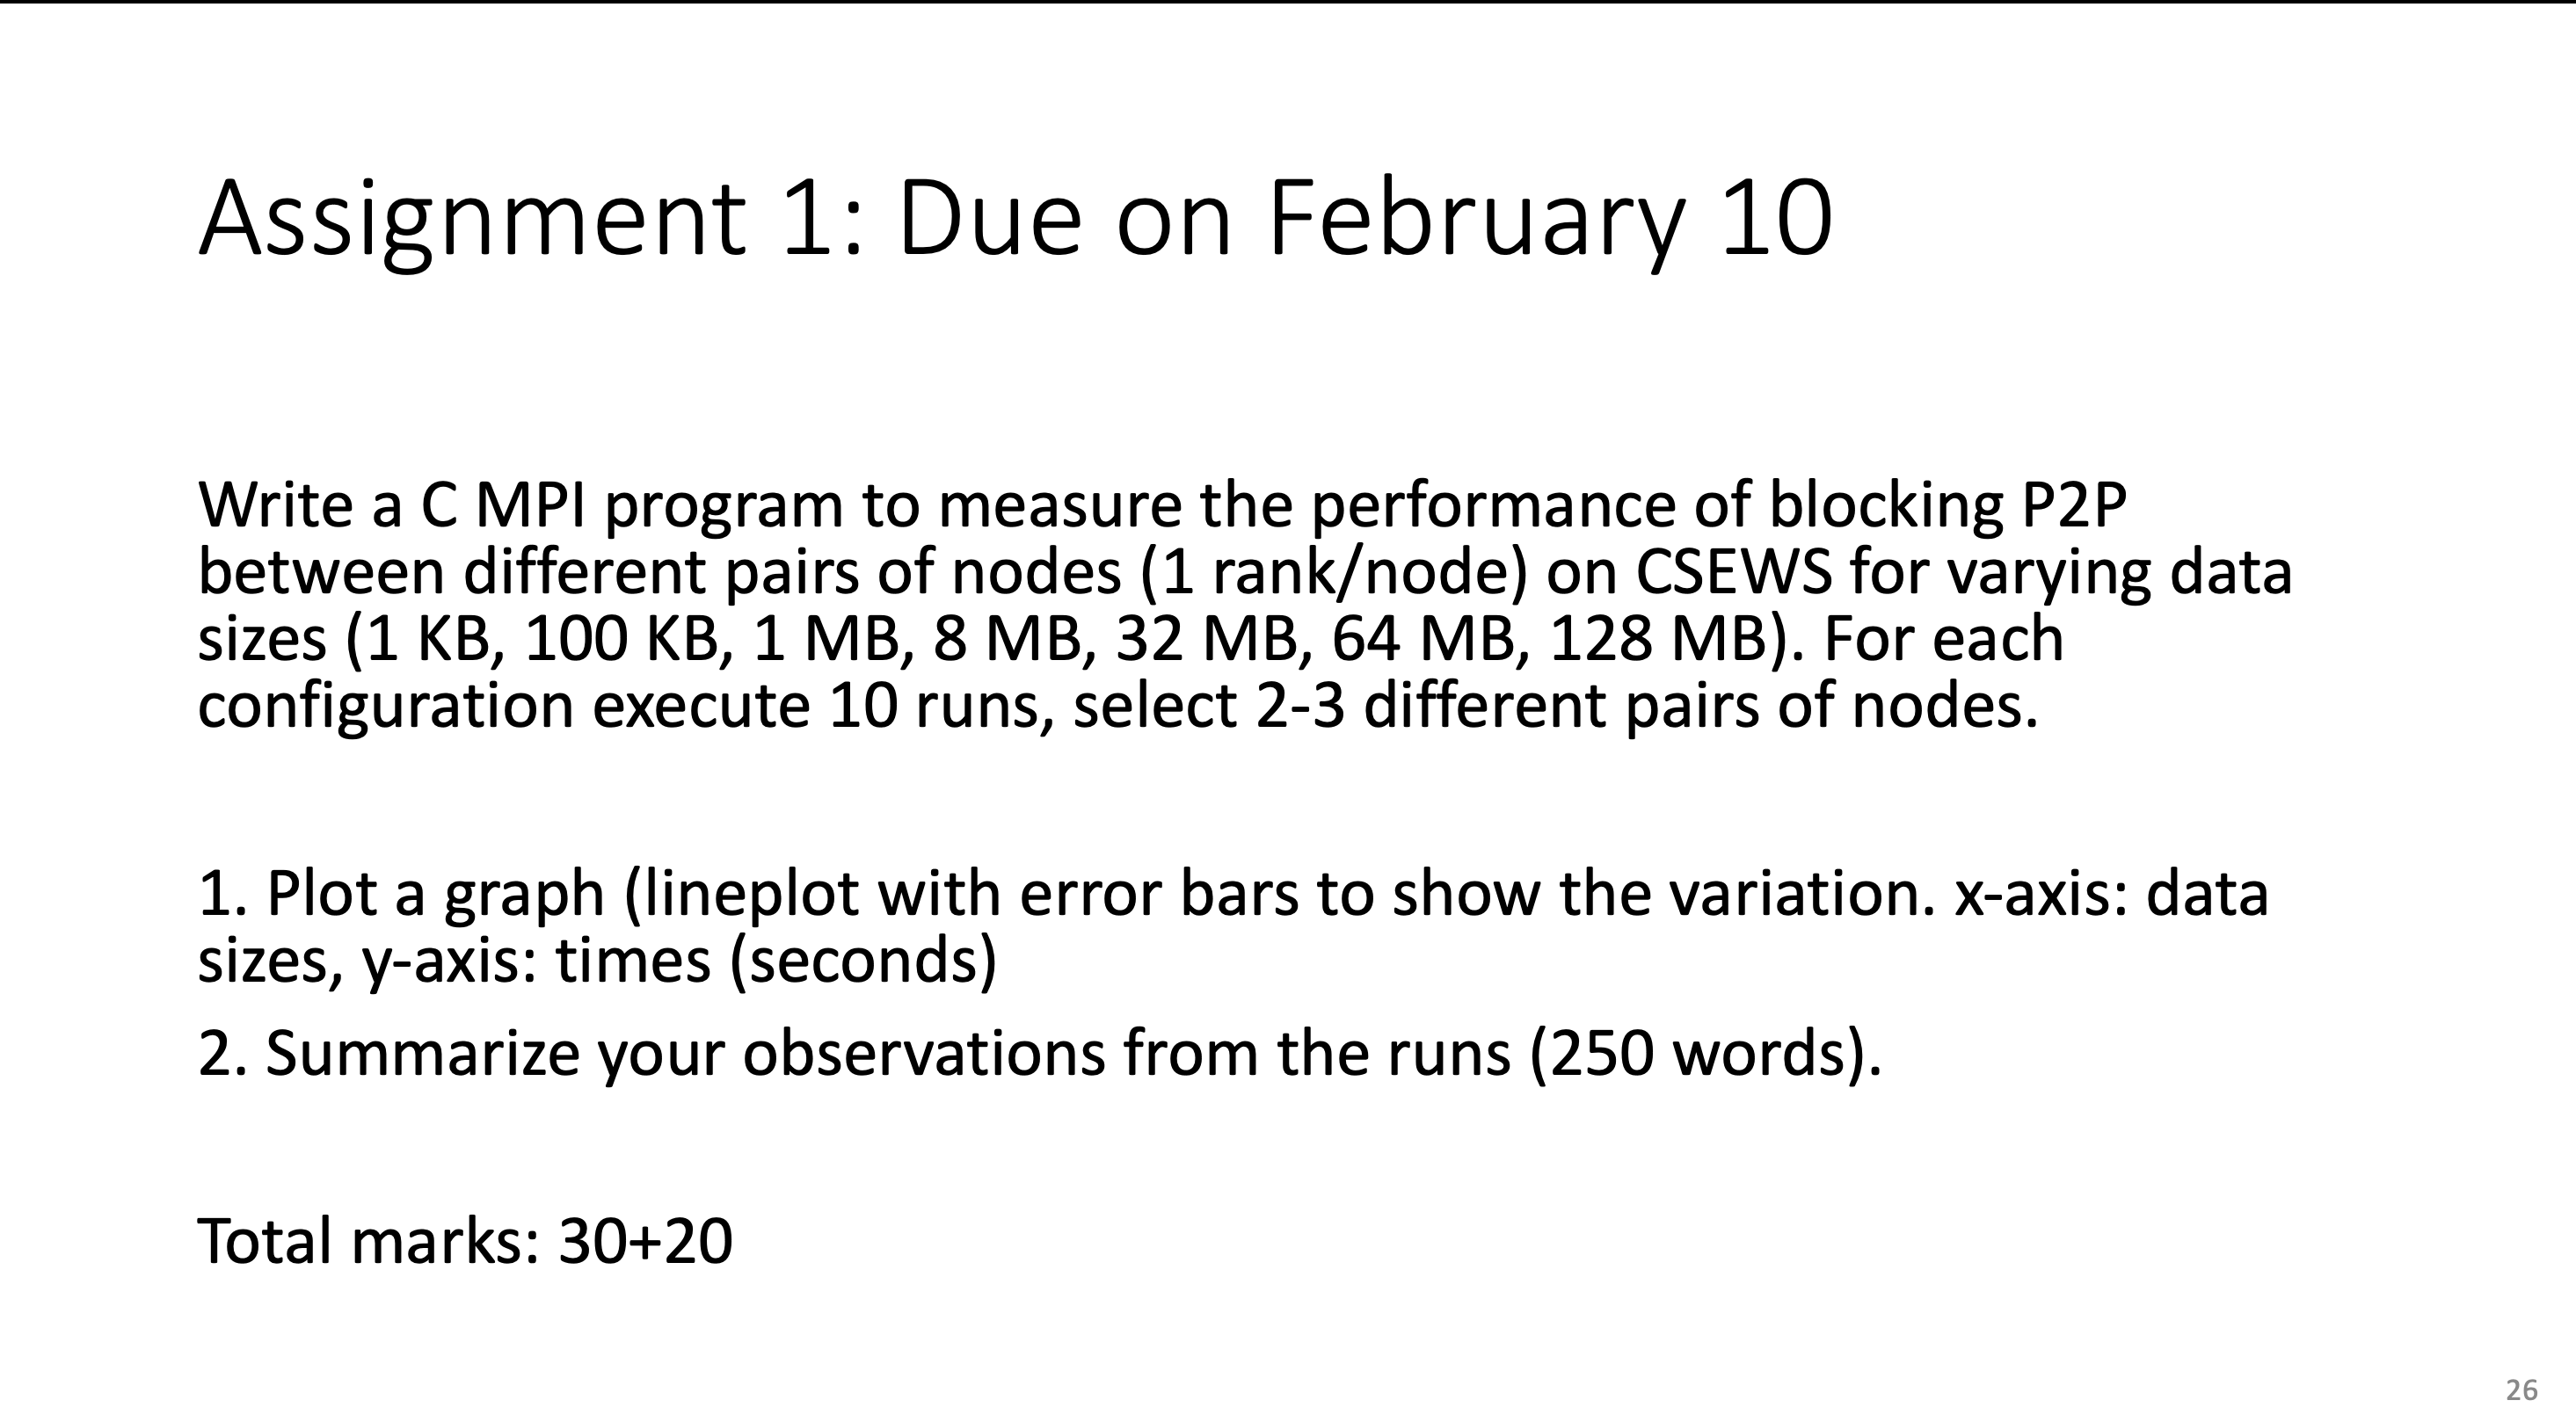 Assignment 1: Due on February 10
Write a C MPI program to measure the performance of blocking P2P
between different pairs of nodes (1 rank/node) on CSEWS for varying data
sizes (1 KB, 100 KB, 1 MB, 8 MB, 32 MB, 64 MB, 128 MB). For each
configuration execute 10 runs, select 2-3 different pairs of nodes.
1. Plot a graph (lineplot with error bars to show the variation. x-axis: data
sizes, y-axis: times (seconds)
2. Summarize your observations from the runs (250 words).
Total marks: 30+20
26